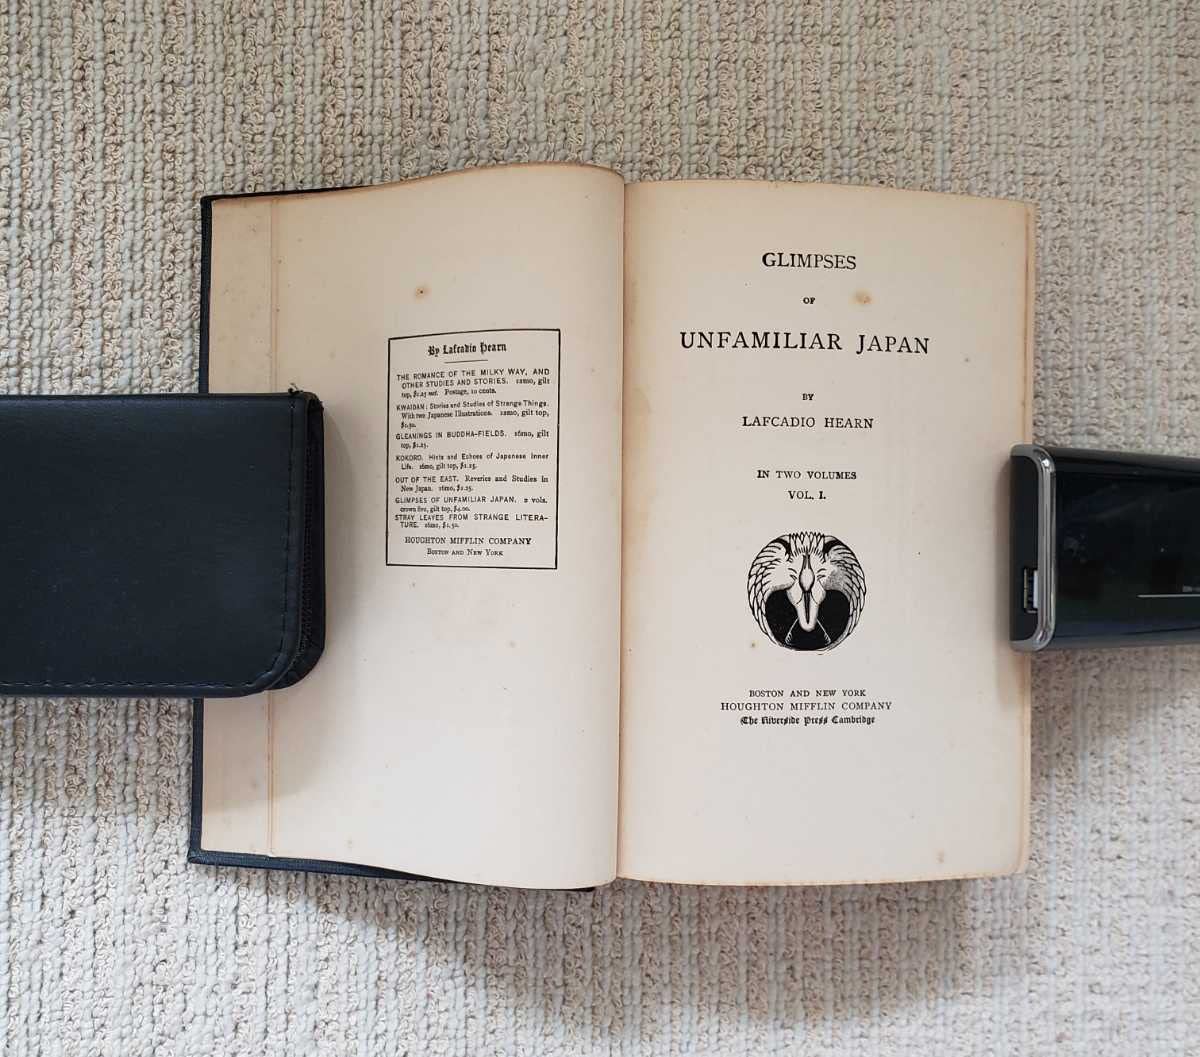 By Lafcadio Hearn
THE ROMANCE OF THE MILKY WAY, AND
OTHER STUDIES AND STORIES. 12mo, gilt
top, $1.25 net. Postage, 10 cents.
KWAIDAN: Stories and Studies of Strange Things.
With two Japanese Illustrations. 12mo, gilt top,
$1.50.
GLEANINGS IN BUDDHA-FIELDS. 16mo, gilt
top, $1.25.
KOKORO. Hints and Echoes of Japanese Inner
Life. 16mo, gilt top, $1.25.
OUT OF THE EAST. Reveries and Studies in
New Japan. 16mo, $1.25.
GLIMPSES OF UNFAMILIAR JAPAN. 2 vols.
crown 8vo, gilt top, $4.00.
STRAY LEAVES FROM STRANGE LITERA-
TURE. 16mo, $1.50.
HOUGHTON MIFFLIN COMPANY
BOSTON AND NEW YORK
GLIMPSES
OF
UNFAMILIAR JAPAN
BY
LAFCADIO HEARN
IN TWO VOLUMES
VOL. I.
BOSTON AND NEW YORK
HOUGHTON MIFFLIN COMPANY
The Riverside Press Cambridge